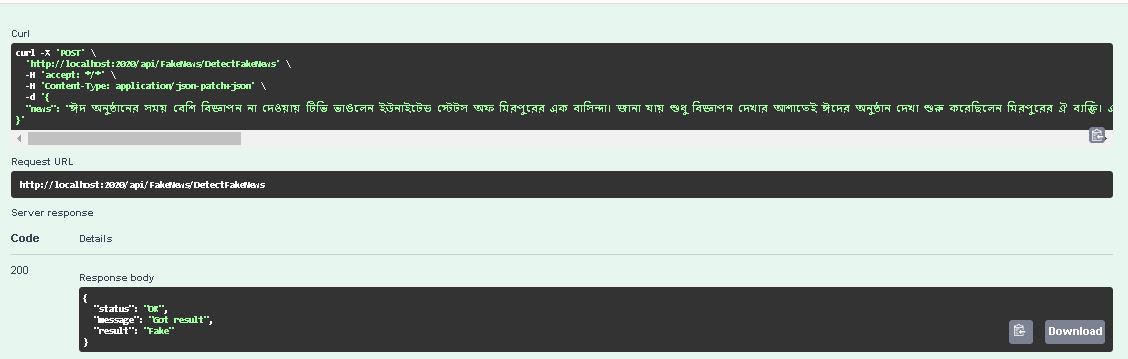 Curl
curl -X 'POST' \
'http://localhost:2020/api/FakeNews/DetectFakeNews' \
-H 'accept: */*' \
-H 'Content-Type: application/json-patch+json' \
-d '{
"news": "ঈদ অনুষ্ঠানের সময় বেশি বিজ্ঞাপন না দেওয়ায় টিভি ভাঙলেন ইউনাইটেড স্টেটস অফ মিরপুরের এক বাসিন্দা। জানা যায় শুধু বিজ্ঞাপন দেখার আশাতেই ঈদের অনুষ্ঠান দেখা শুরু করেছিলেন মিরপুরের ঐ ব্যক্তি।
}'
Request URL
http://localhost:2020/api/FakeNews/DetectFakeNews
Server response
Code Details
200
Response body
{
"status": "OK",
"message": "Got result",
"result": "Fake"
}
Download